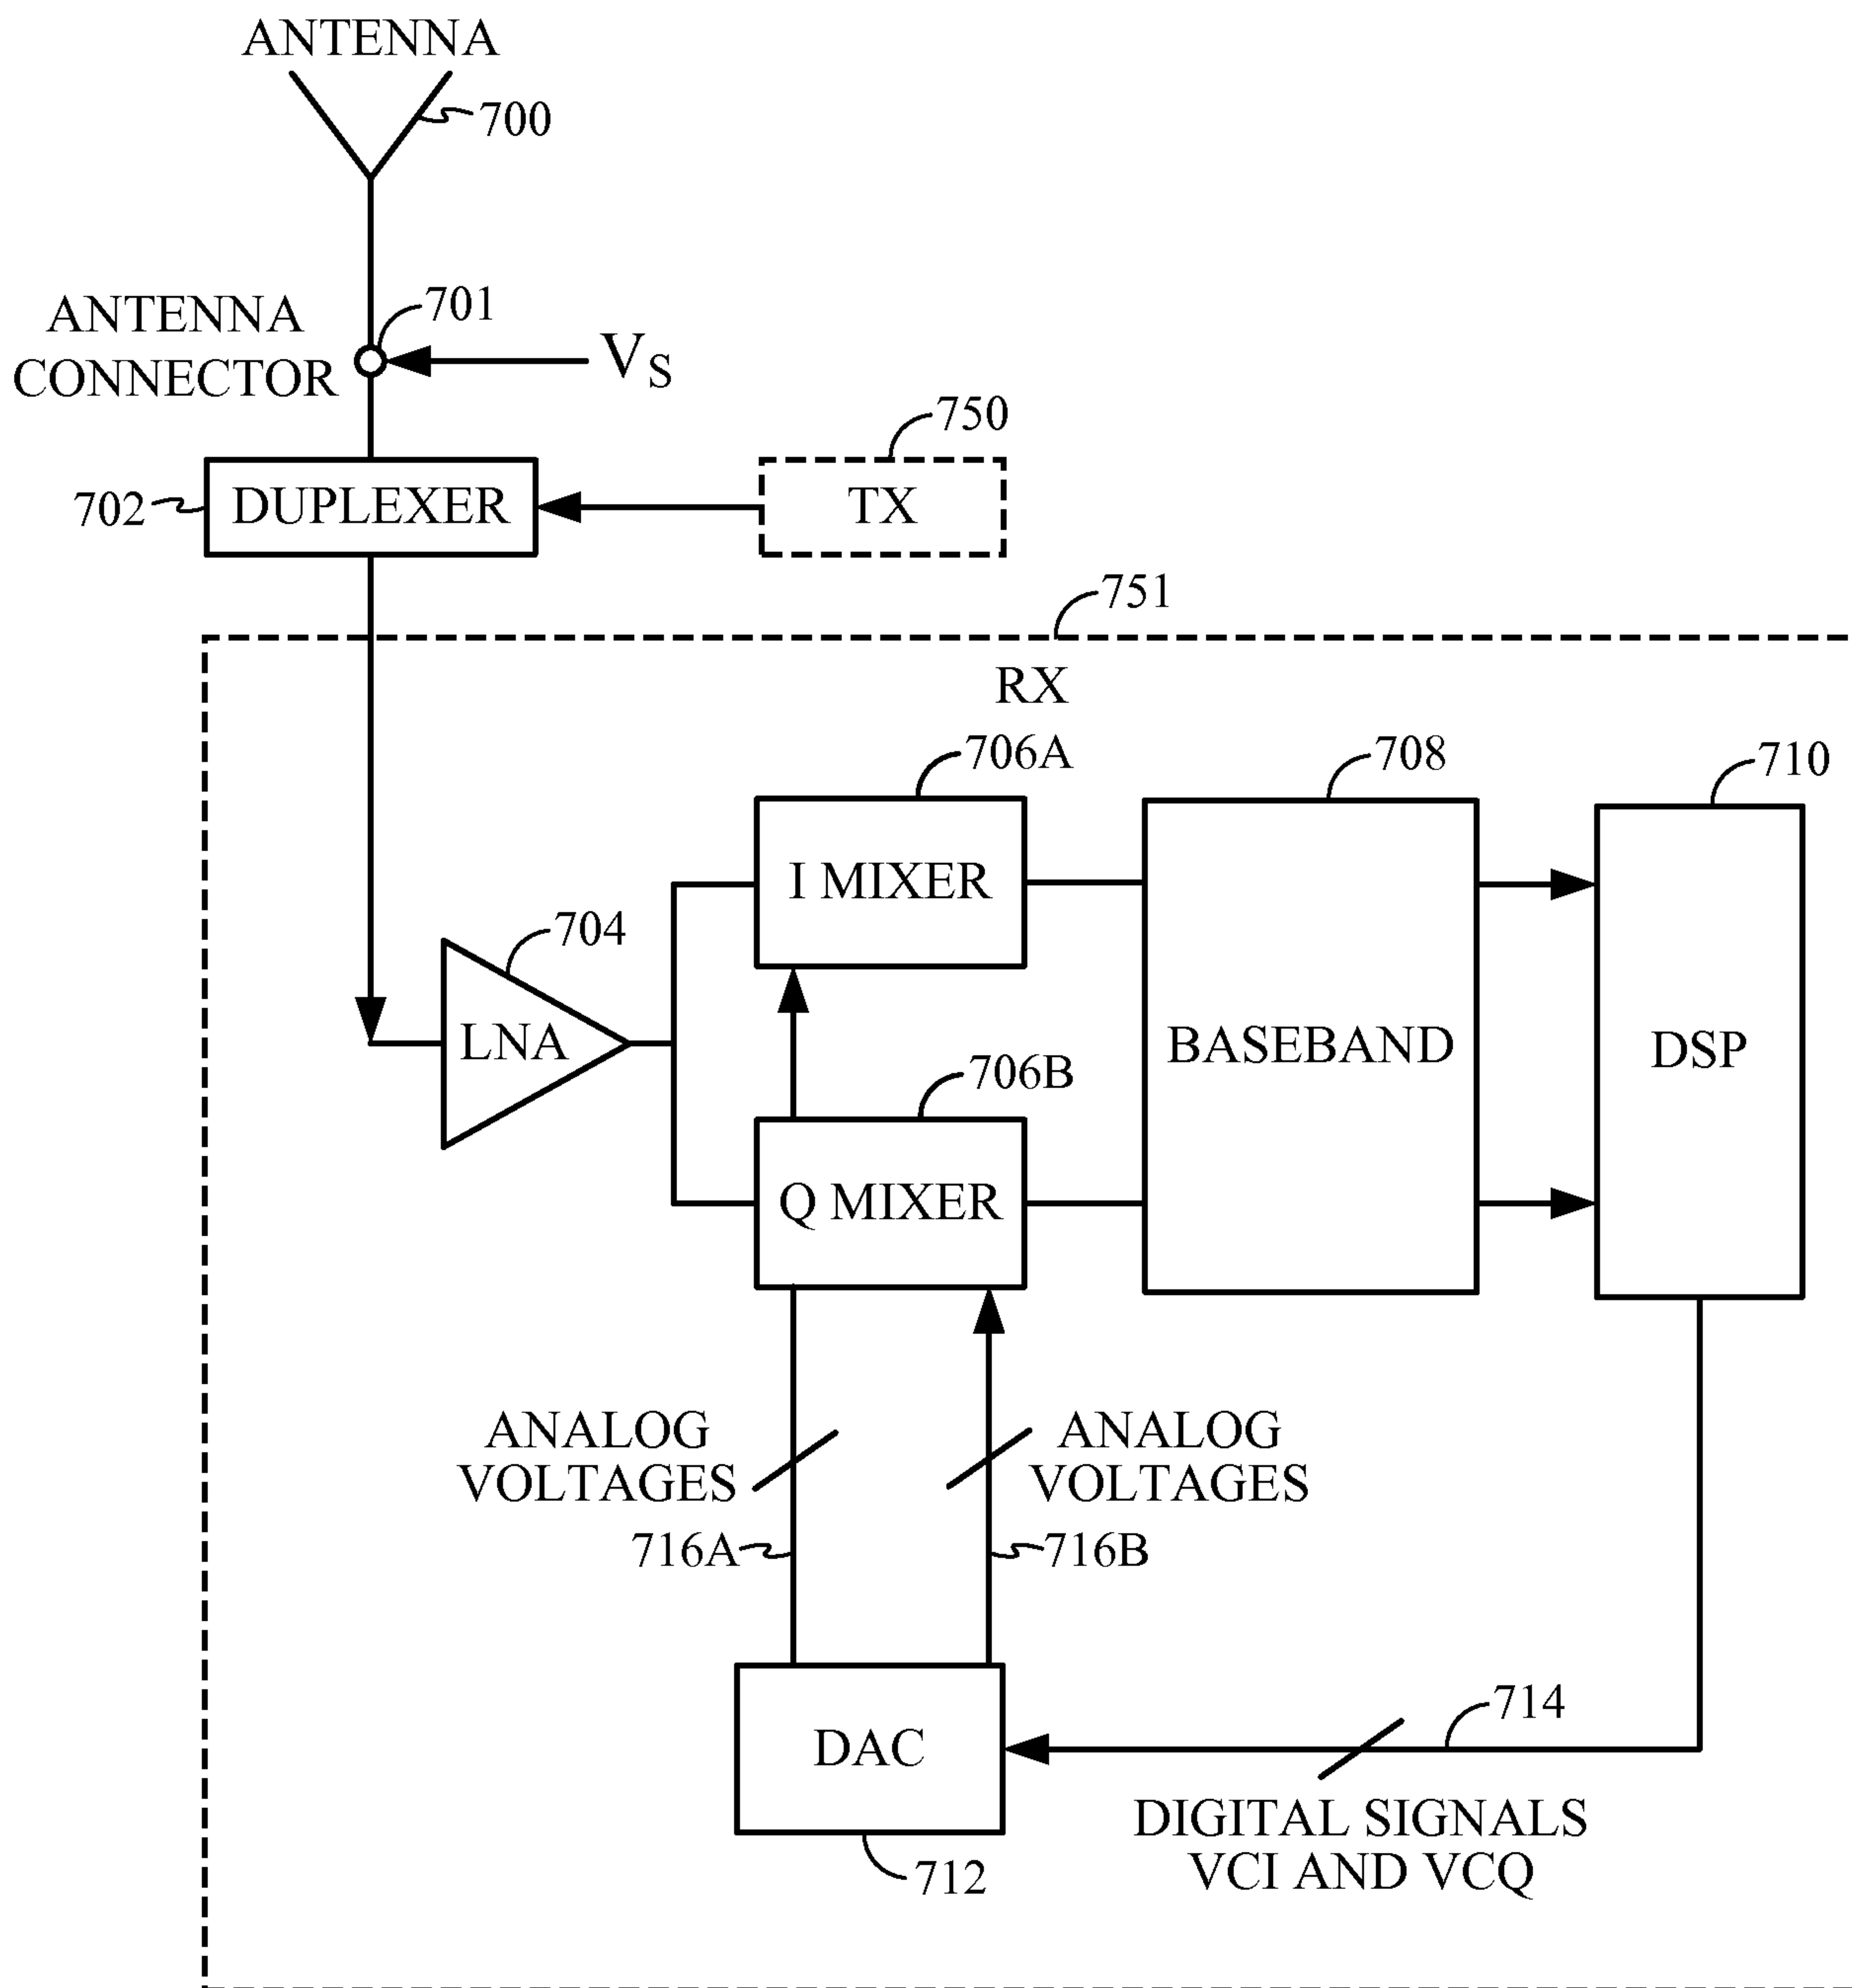 ANTENNA
700
701
ANTENNA
CONNECTOR
VS
750
702
DUPLEXER
TX
751
RX
706A
708
710
I MIXER
704
LNA
BASEBAND
DSP
706B
Q MIXER
ANALOG
VOLTAGES
ANALOG
VOLTAGES
716A
716B
714
DAC
DIGITAL SIGNALS
VCI AND VCQ
712